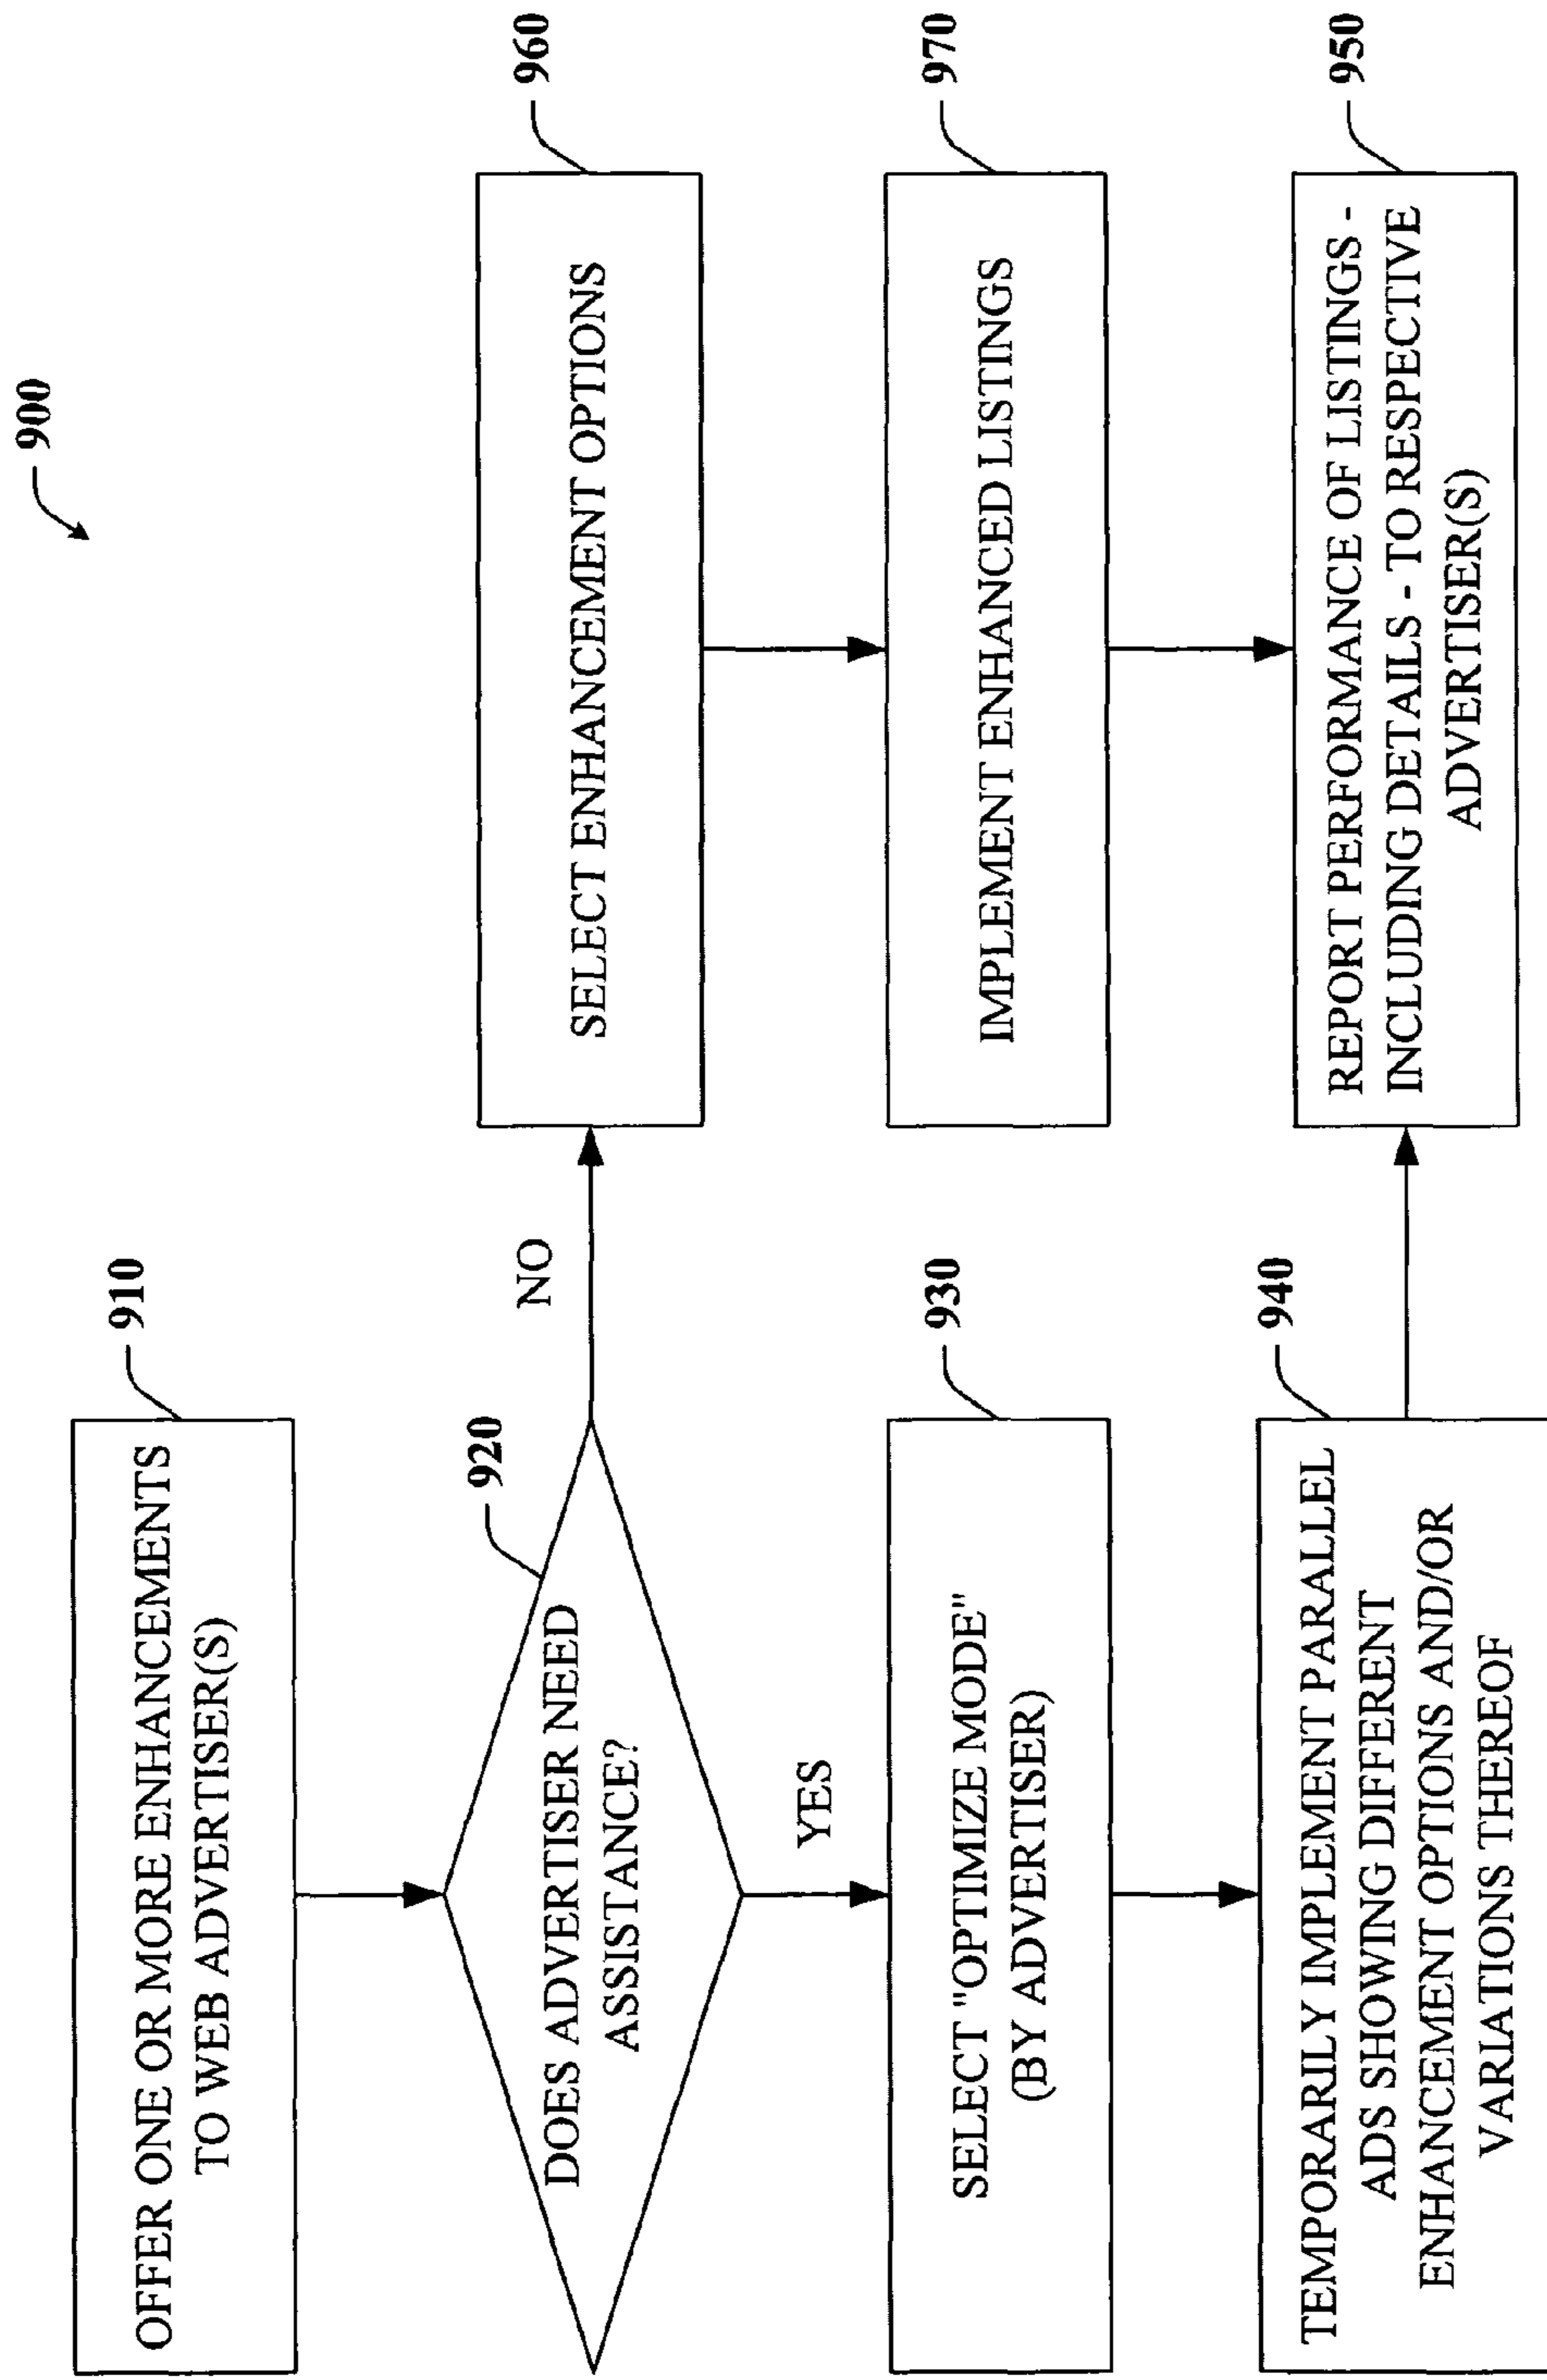 900
910
OFFER ONE OR MORE ENHANCEMENTS
TO WEB ADVERTISER(S)
920
DOES ADVERTISER NEED
ASSISTANCE?
NO
YES
960
SELECT ENHANCEMENT OPTIONS
930
SELECT "OPTIMIZE MODE"
(BY ADVERTISER)
970
IMPLEMENT ENHANCED LISTINGS
940
TEMPORARILY IMPLEMENT PARALLEL
ADS SHOWING DIFFERENT
ENHANCEMENT OPTIONS AND/OR
VARIATIONS THEREOF
950
REPORT PERFORMANCE OF LISTINGS -
INCLUDING DETAILS - TO RESPECTIVE
ADVERTISER(S)